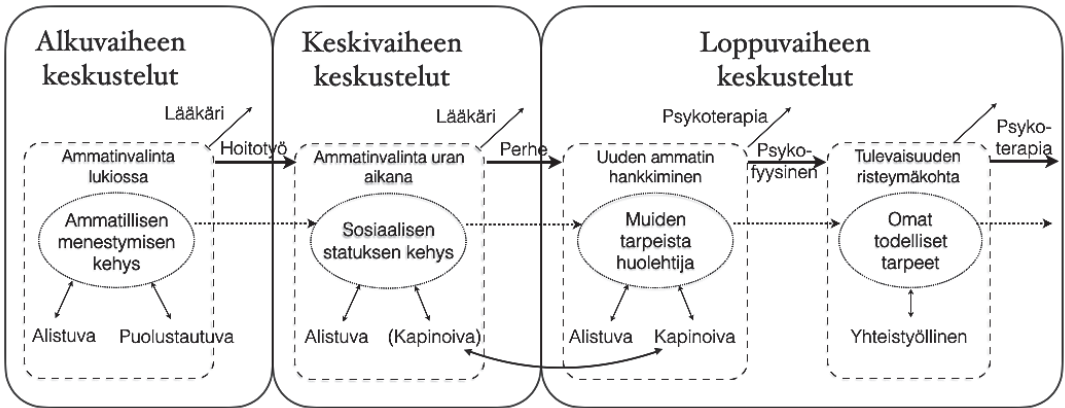 Alkuvaiheen
keskustelut
Keskivaiheen
keskustelut
Loppuvaiheen
keskustelut
Lääkäri
Hoitotyö
Ammatinvalinta
lukiossa
Ammatillisen
menestymisen
kehys
Alistuva
Puolustautuva
Lääkäri
Perhe
Ammatinvalinta uran
aikana
Sosiaalisen
statuksen kehys
Alistuva
(Kapinoiva)
Psykoterapia
Psyko-
fyysinen
Uuden ammatin
hankkiminen
Muiden
tarpeista
huolehtija
Alistuva
Kapinoiva
Psyko-
terapia
Tulevaisuuden
risteymäkohta
Omat
todelliset
tarpeet
Yhteistyöllinen